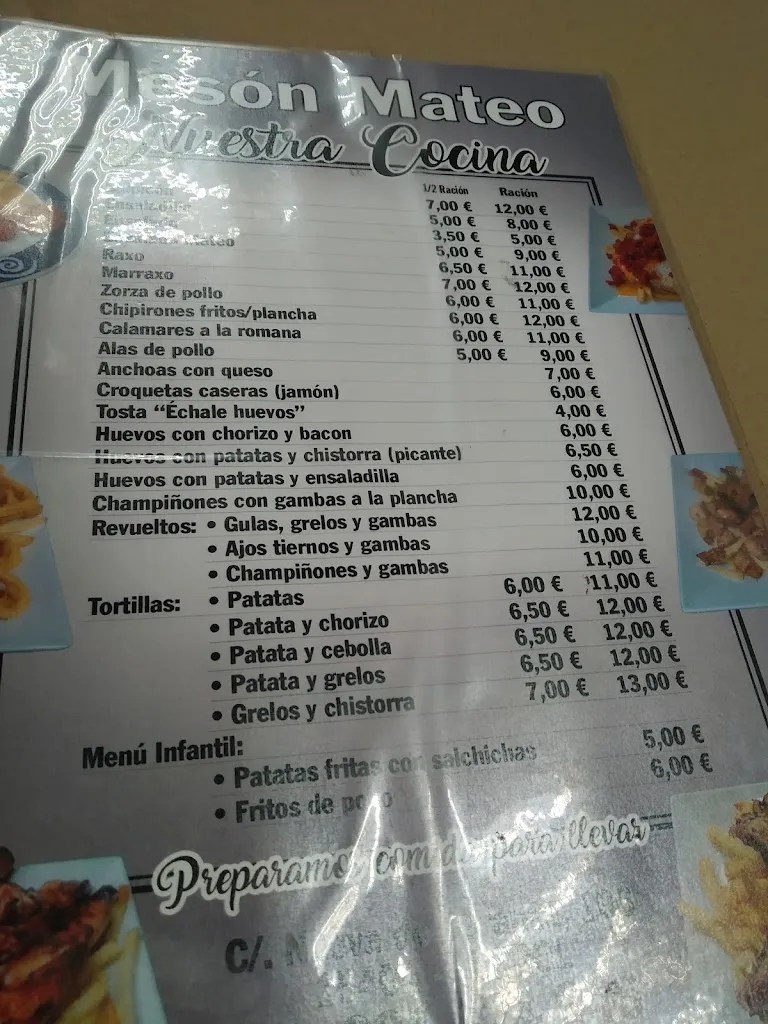 Mesón Mateo
Nuestra Cocina
1/2 Ración Ración
7,00 € 12,00 €
5,00 € 8,00 €
3,50 € 5,00 €
Mateo 5,00 € 9,00 €
Raxo 6,50 € 11,00 €
Marraxo 7,00 € 12,00 €
Zorza de pollo 6,00 € 11,00 €
Chipirones fritos/plancha 6,00 € 12,00 €
Calamares a la romana 6,00 € 11,00 €
Alas de pollo 5,00 € 9,00 €
Anchoas con queso 7,00 €
Croquetas caseras (jamón) 6,00 €
Tosta “Échale huevos” 4,00 €
Huevos con chorizo y bacon 6,00 €
Huevos con patatas y chistorra (picante) 6,50 €
Huevos con patatas y ensaladilla 6,00 €
Champiñones con gambas a la plancha 10,00 €
Revueltos: • Gulas, grelos y gambas 12,00 €
• Ajos tiernos y gambas 10,00 €
• Champiñones y gambas 11,00 €
Tortillas: • Patatas 6,00 € 11,00 €
• Patata y chorizo 6,50 € 12,00 €
• Patata y cebolla 6,50 € 12,00 €
• Patata y grelos 6,50 € 12,00 €
• Grelos y chistorra 7,00 € 13,00 €
Menú Infantil:
• Patatas fritas con salchichas 5,00 €
• Fritos de pollo 6,00 €
Preparamos comida para llevar
C/.